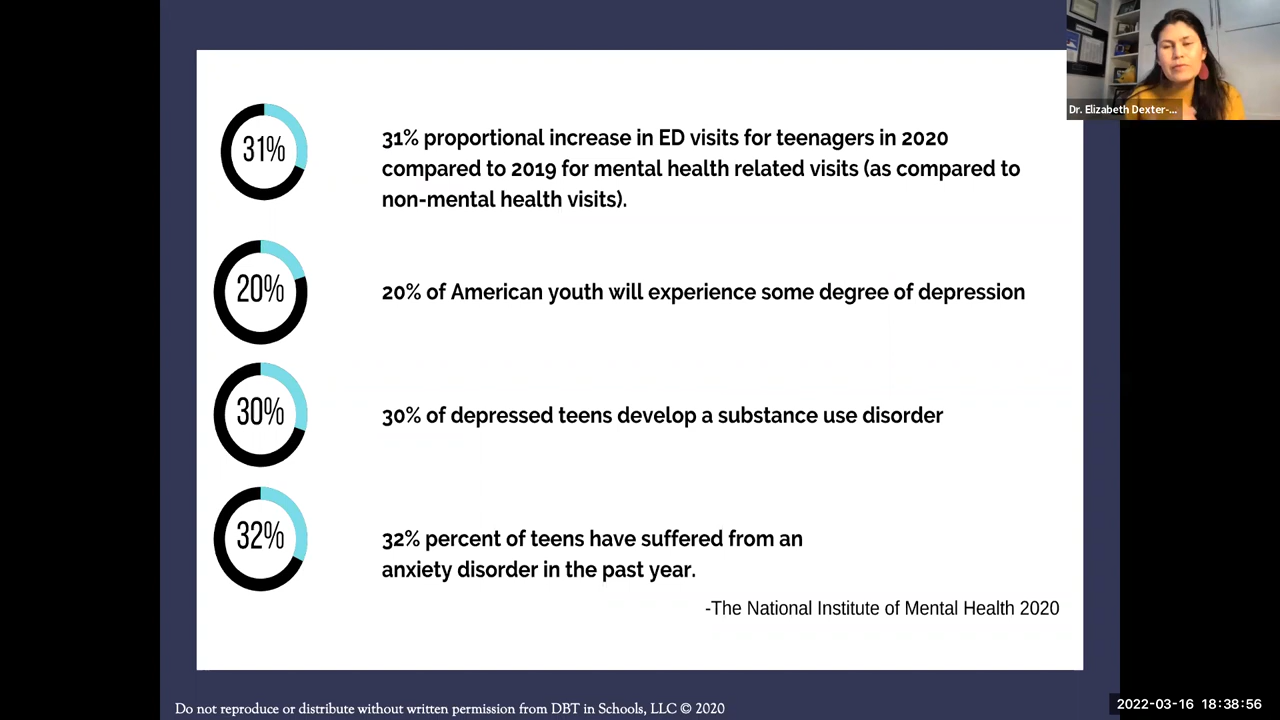 31%
31% proportional increase in ED visits for teenagers in 2020
compared to 2019 for mental health related visits (as compared to
non-mental health visits).
20%
20% of American youth will experience some degree of depression
30%
30% of depressed teens develop a substance use disorder
32%
32% percent of teens have suffered from an
anxiety disorder in the past year.
-The National Institute of Mental Health 2020
Do not reproduce or distribute without written permission from DBT in Schools, LLC © 2020
Dr. Elizabeth Dexter-...
2022-03-16 18:38:56